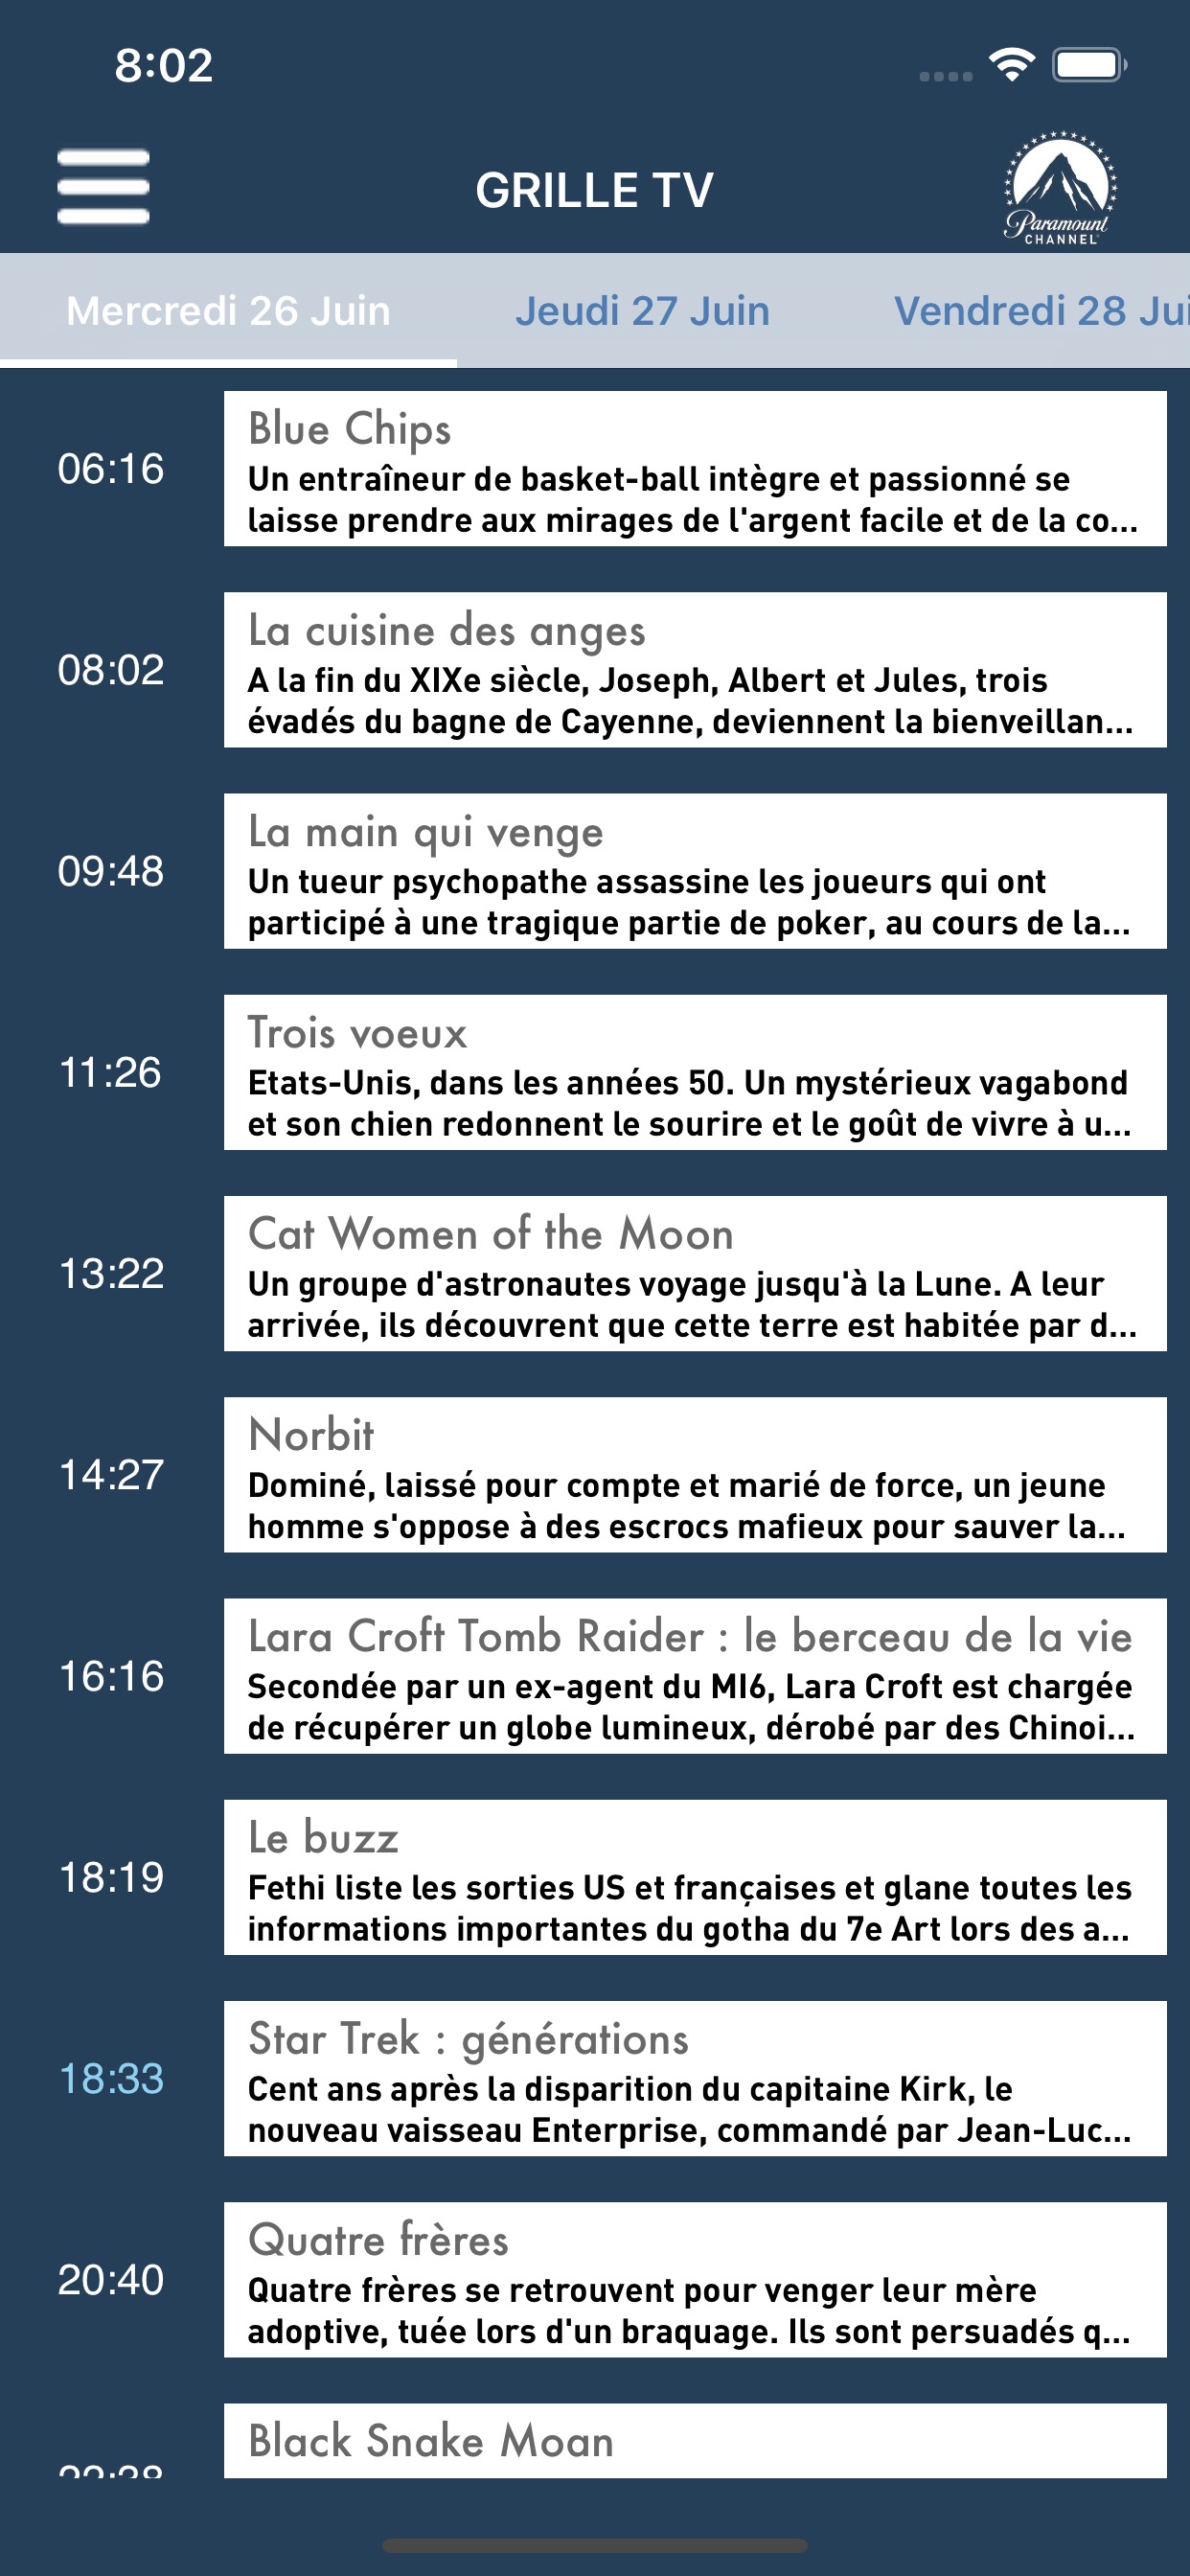 8:02
GRILLE TV
Paramount
CHANNEL
Mercredi 26 Juin
Jeudi 27 Juin
Vendredi 28 Jui
06:16
Blue Chips
Un entraîneur de basket-ball intègre et passionné se
laisse prendre aux mirages de l'argent facile et de la co...
08:02
La cuisine des anges
A la fin du XIXe siècle, Joseph, Albert et Jules, trois
évadés du bagne de Cayenne, deviennent la bienveillan...
09:48
La main qui venge
Un tueur psychopathe assassine les joueurs qui ont
participé à une tragique partie de poker, au cours de la...
11:26
Trois voeux
Etats-Unis, dans les années 50. Un mystérieux vagabond
et son chien redonnent le sourire et le goût de vivre à u...
13:22
Cat Women of the Moon
Un groupe d'astronautes voyage jusqu'à la Lune. A leur
arrivée, ils découvrent que cette terre est habitée par d...
14:27
Norbit
Dominé, laissé pour compte et marié de force, un jeune
homme s'oppose à des escrocs mafieux pour sauver la...
16:16
Lara Croft Tomb Raider : le berceau de la vie
Secondée par un ex-agent du MI6, Lara Croft est chargée
de récupérer un globe lumineux, dérobé par des Chinoi...
18:19
Le buzz
Fethi liste les sorties US et françaises et glane toutes les
informations importantes du gotha du 7e Art lors des a...
18:33
Star Trek : générations
Cent ans après la disparition du capitaine Kirk, le
nouveau vaisseau Enterprise, commandé par Jean-Luc...
20:40
Quatre frères
Quatre frères se retrouvent pour venger leur mère
adoptive, tuée lors d'un braquage. Ils sont persuadés q...
Black Snake Moan